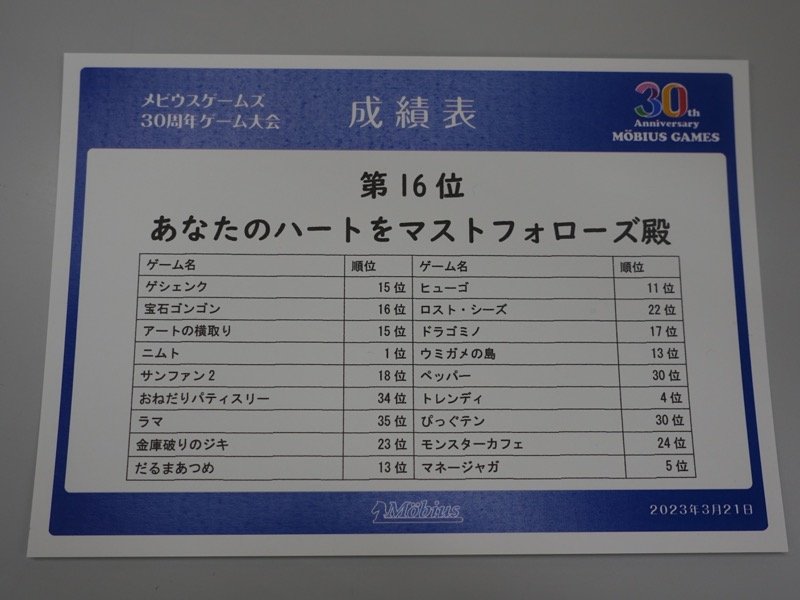 メビウスゲームズ
30周年ゲーム大会
成績表
30th
Anniversary
MÖBIUS GAMES
第16位
あなたのハートをマストフォローズ殿
ゲーム名 順位 ゲーム名 順位
ゲシェンク 15位 ヒューゴ 11位
宝石ゴンゴン 16位 ロスト・シーズ 22位
アートの横取り 15位 ドラゴミノ 17位
ニムト 1位 ウミガメの島 13位
サンファン2 18位 ペッパー 30位
おねだりパティスリー 34位 トレンディ 4位
ラマ 35位 ぴっぐテン 30位
金庫破りのジキ 23位 モンスターカフェ 24位
だるまあつめ 13位 マネージャガ 5位
Möbius
2023年3月21日